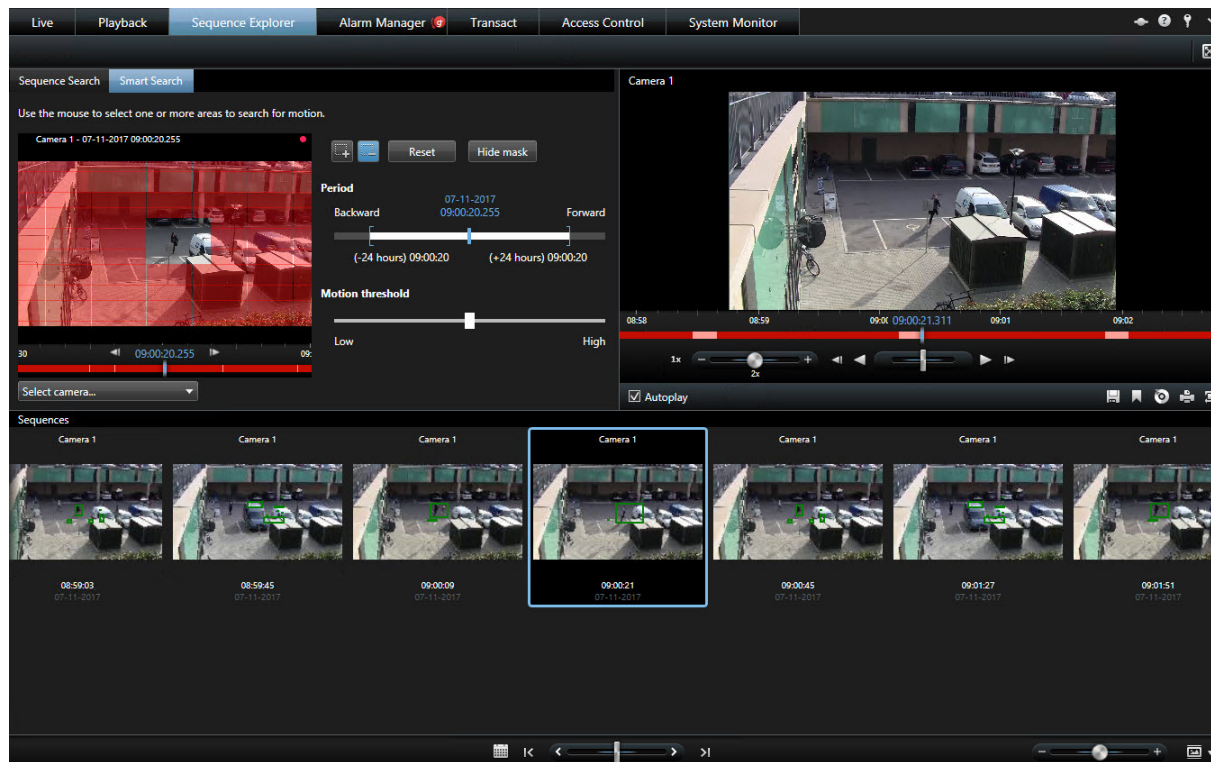 Live Playback Sequence Explorer Alarm Manager Transact Access Control System Monitor
Sequence Search Smart Search
Use the mouse to select one or more areas to search for motion.
Camera 1 - 07-11-2017 09:00:20.255
Reset Hide mask
Period
07-11-2017
Backward 09:00:20.255 Forward
(-24 hours) 09:00:20 (+24 hours) 09:00:20
Motion threshold
Low High
30 09:00:20.255 09:
Select camera...
Camera 1
08:58 08:59 09:00 09:00:21.311 09:01 09:02
1x
2x
Autoplay
Sequences
Camera 1 Camera 1 Camera 1 Camera 1 Camera 1 Camera 1 Camera 1
08:59:03 08:59:45 09:00:09 09:00:21 09:00:45 09:01:27 09:01:51
07-11-2017 07-11-2017 07-11-2017 07-11-2017 07-11-2017 07-11-2017 07-11-2017